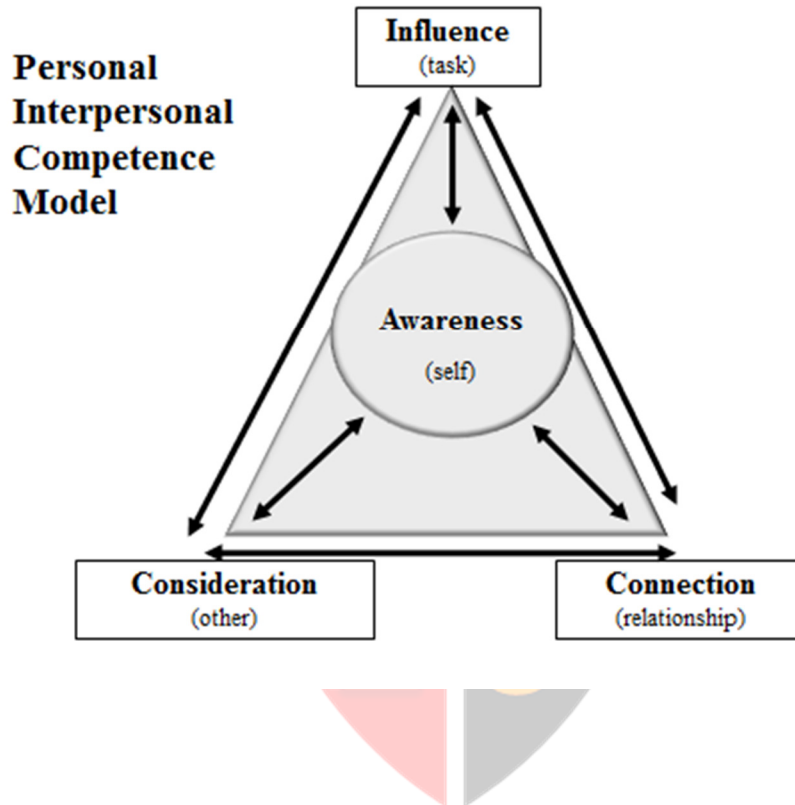 Personal
Interpersonal
Competence
Model
Influence
(task)
Awareness
(self)
Consideration
(other)
Connection
(relationship)